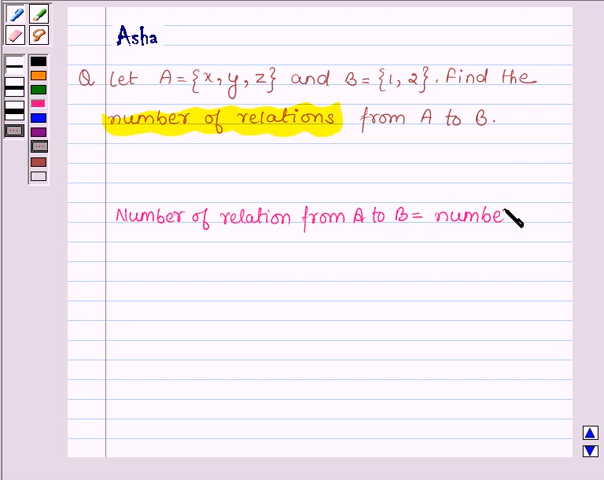 Asha
Q Let A = {x, y, z} and B = {1, 2}. Find the
number of relations from A to B.
Number of relation from A to B = numbe